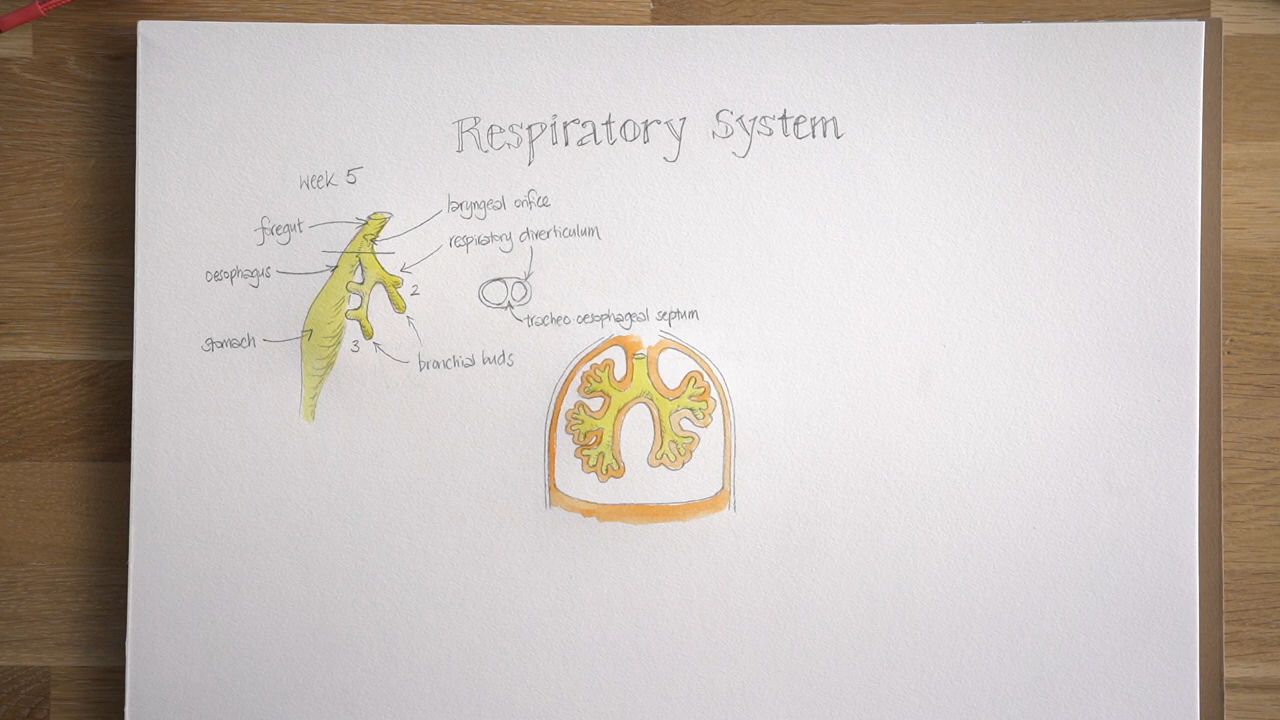 Respiratory System
week 5
foregut
laryngeal orifice
respiratory diverticulum
oesophagus
2
tracheo oesophageal septum
stomach
3
bronchial buds